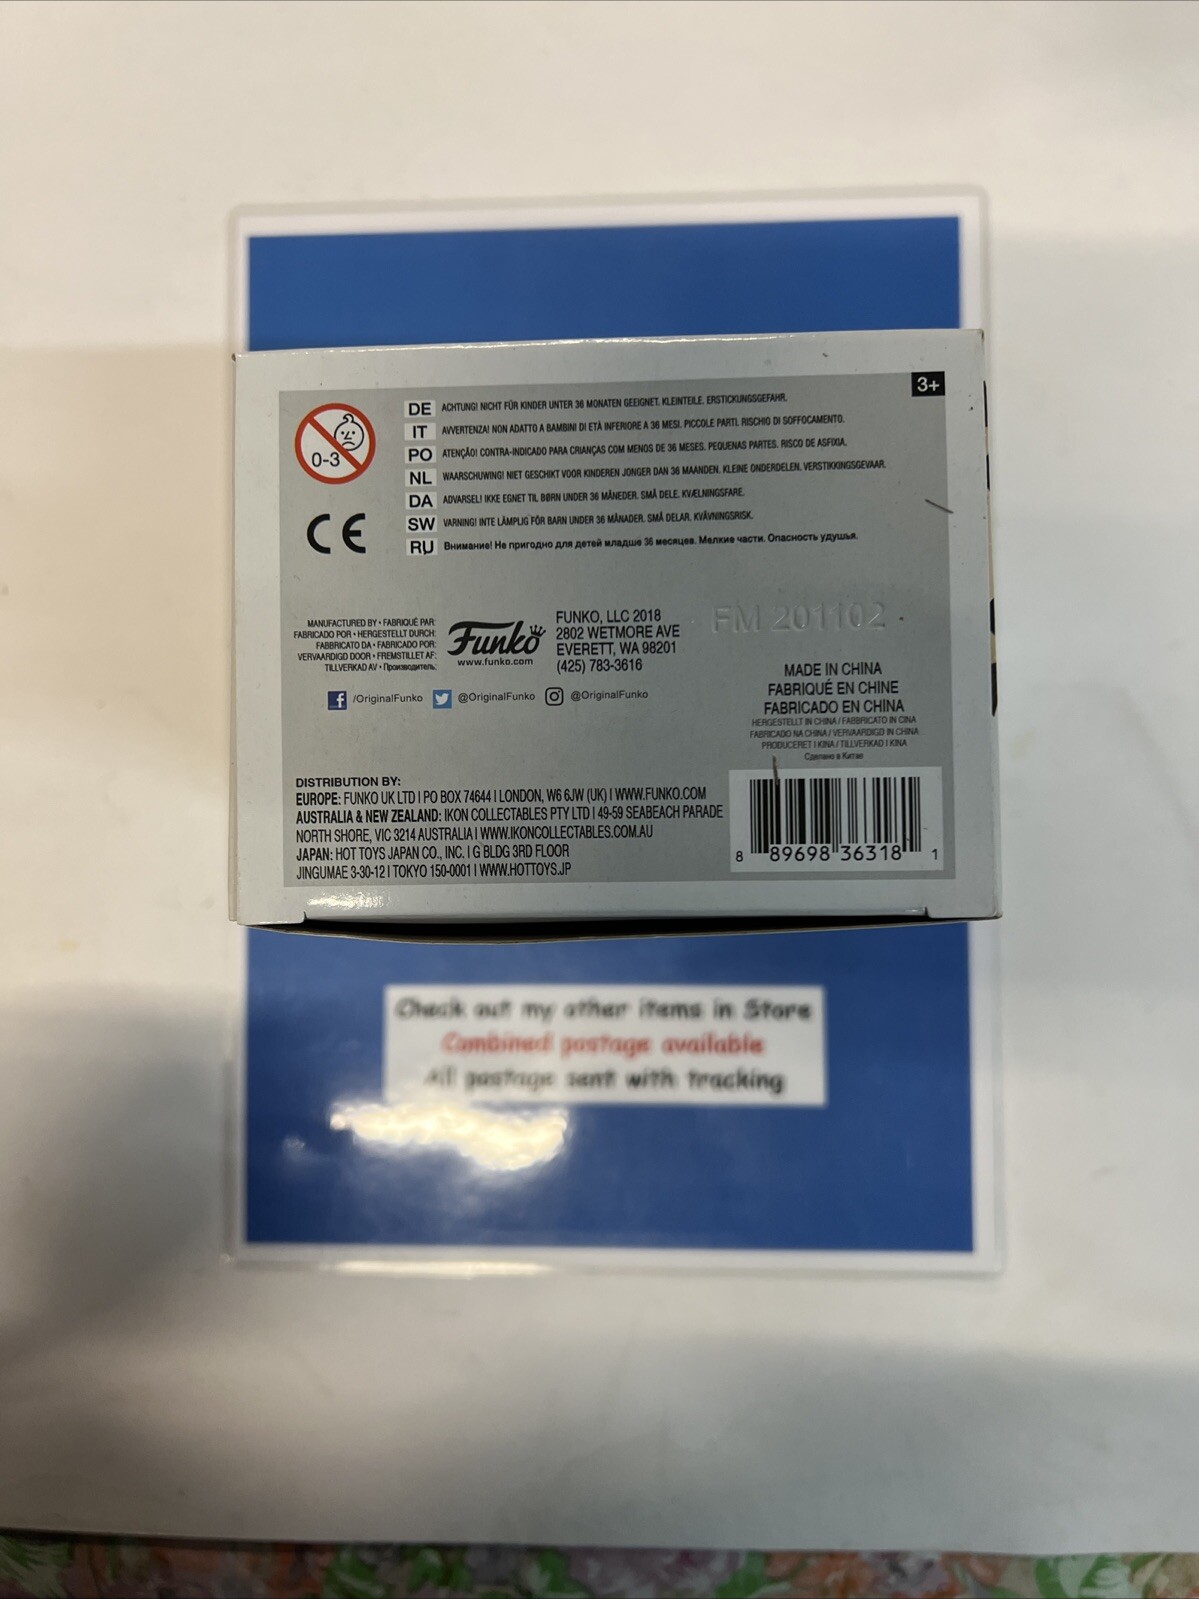 3+
0-3
DE ACHTUNG! NICHT FÜR KINDER UNTER 36 MONATEN GEEIGNET. KLEINTEILE. ERSTICKUNGSGEFAHR.
IT AVVERTENZA! NON ADATTO A BAMBINI DI ETÀ INFERIORE A 36 MESI. PICCOLE PARTI. RISCHIO DI SOFFOCAMENTO.
PO ATENÇÃO! CONTRA-INDICADO PARA CRIANÇAS COM MENOS DE 36 MESES. PEQUENAS PARTES. RISCO DE ASFIXIA.
NL WAARSCHUWING! NIET GESCHIKT VOOR KINDEREN JONGER DAN 36 MAANDEN. KLEINE ONDERDELEN. VERSTIKKINGSGEVAAR.
DA ADVARSEL! IKKE EGNET TIL BØRN UNDER 36 MÅNEDER. SMÅ DELE. KVÆLNINGSFARE.
SW VARNING! INTE LÄMPLIG FÖR BARN UNDER 36 MÅNADER. SMÅ DELAR. KVÄVNINGSRISK.
RU Внимание! Не пригодно для детей младше 36 месяцев. Мелкие части. Опасность удушья.
CE
MANUFACTURED BY • FABRIQUÉ PAR:
FABRICADO POR • HERGESTELLT DURCH:
FABBRICATO DA • FABRICADO POR:
VERVAARDIGD DOOR • FREMSTILLET AF:
TILLVERKAD AV • Производитель:
Funko
www.funko.com
FUNKO, LLC 2018
2802 WETMORE AVE
EVERETT, WA 98201
(425) 783-3616
FM 201102
/OriginalFunko @OriginalFunko @OriginalFunko
MADE IN CHINA
FABRIQUÉ EN CHINE
FABRICADO EN CHINA
HERGESTELLT IN CHINA / FABBRICATO IN CINA
FABRICADO NA CHINA / VERVAARDIGD IN CHINA
PRODUCERET I KINA / TILLVERKAD I KINA
Сделано в Китае
DISTRIBUTION BY:
EUROPE: FUNKO UK LTD I PO BOX 74644 I LONDON, W6 6JW (UK) I WWW.FUNKO.COM
AUSTRALIA & NEW ZEALAND: IKON COLLECTABLES PTY LTD I 49-59 SEABEACH PARADE
NORTH SHORE, VIC 3214 AUSTRALIA I WWW.IKONCOLLECTABLES.COM.AU
JAPAN: HOT TOYS JAPAN CO., INC. I G BLDG 3RD FLOOR
JINGUMAE 3-30-12 I TOKYO 150-0001 I WWW.HOTTOYS.JP
8 89698 36318 1
Check out my other items in Store
Combined postage available
All postage sent with tracking